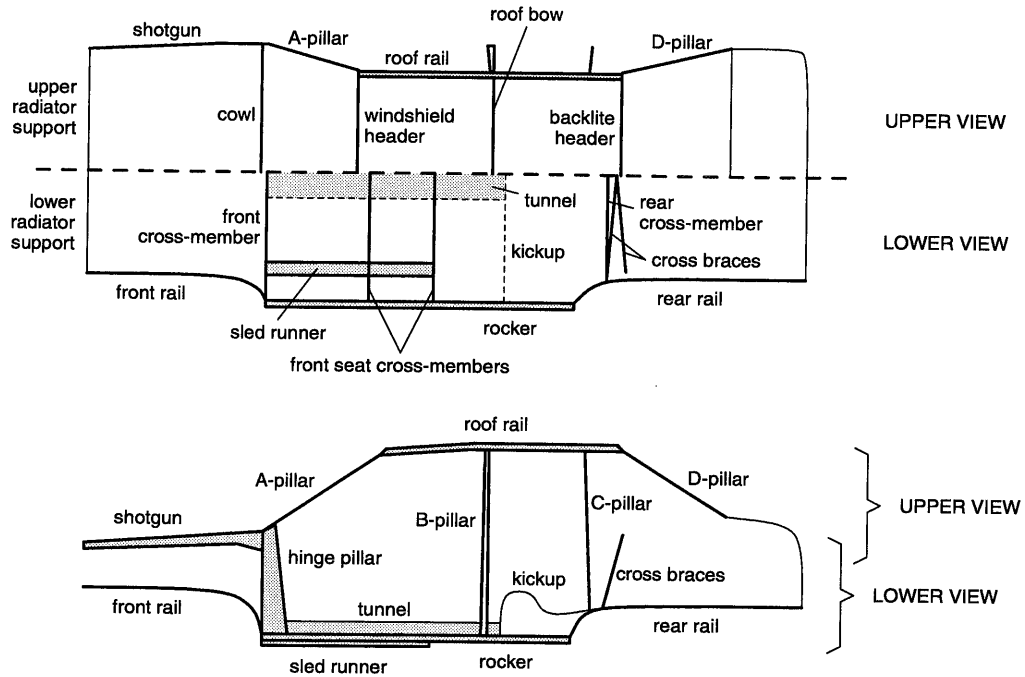 roof bow
shotgun
A-pillar
roof rail
D-pillar
upper
radiator
support
cowl
windshield
header
backlite
header
UPPER VIEW
lower
radiator
support
front
cross-member
tunnel
rear
cross-member
kickup
cross braces
LOWER VIEW
front rail
rear rail
sled runner
rocker
front seat cross-members
roof rail
A-pillar
D-pillar
shotgun
B-pillar
C-pillar
UPPER VIEW
hinge pillar
kickup
cross braces
front rail
tunnel
rear rail
LOWER VIEW
sled runner
rocker